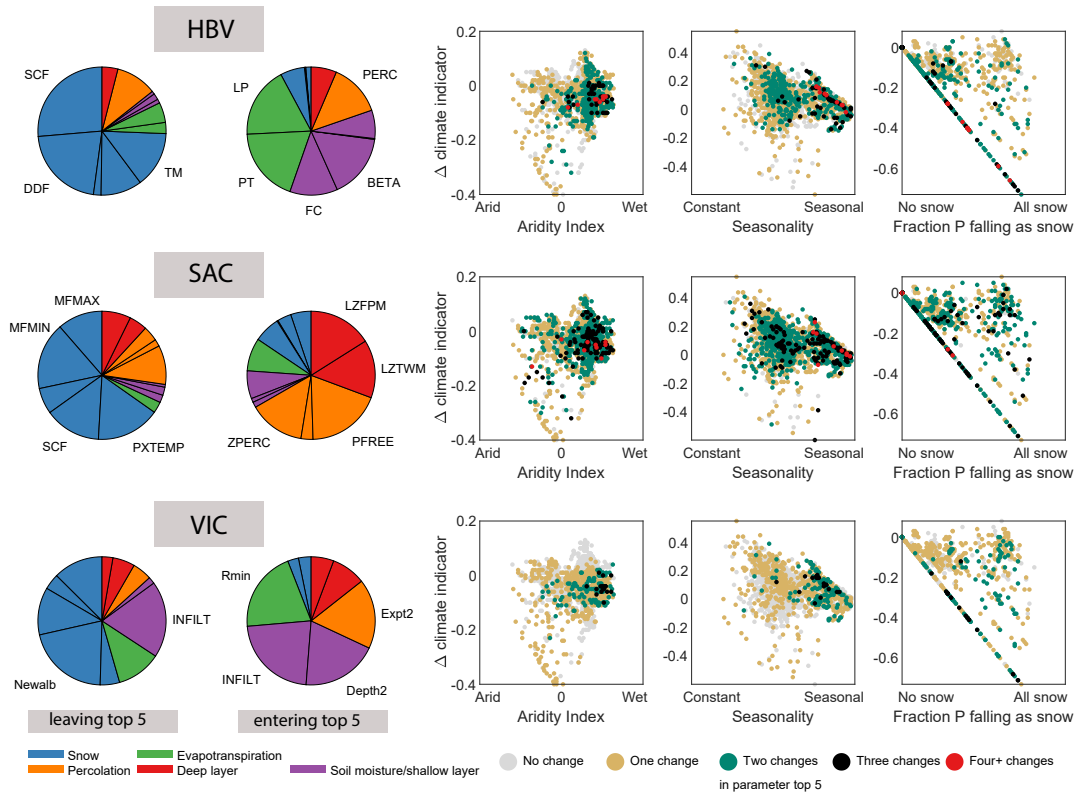 HBV
SCF
DDF
TM
LP
PERC
PT
BETA
FC
Δ climate indicator
0.2
0
-0.2
-0.4
Arid
0
Wet
Aridity Index
0.4
0.2
0
-0.2
-0.4
Constant
Seasonal
Seasonality
0
-0.2
-0.4
-0.6
No snow
All snow
Fraction P falling as snow
SAC
MFMAX
MFMIN
SCF
PXTEMP
LZFPM
LZTWM
ZPERC
PFREE
Δ climate indicator
0.2
0
-0.2
-0.4
Arid
0
Wet
Aridity Index
0.4
0.2
0
-0.2
-0.4
Constant
Seasonal
Seasonality
0
-0.2
-0.4
-0.6
No snow
All snow
Fraction P falling as snow
VIC
INFILT
Newalb
Rmin
Expt2
INFILT
Depth2
Δ climate indicator
0.2
0
-0.2
-0.4
Arid
0
Wet
Aridity Index
0.4
0.2
0
-0.2
-0.4
Constant
Seasonal
Seasonality
0
-0.2
-0.4
-0.6
No snow
All snow
Fraction P falling as snow
leaving top 5
entering top 5
Snow
Evapotranspiration
Percolation
Deep layer
Soil moisture/shallow layer
No change
One change
Two changes
Three changes
Four+ changes
in parameter top 5